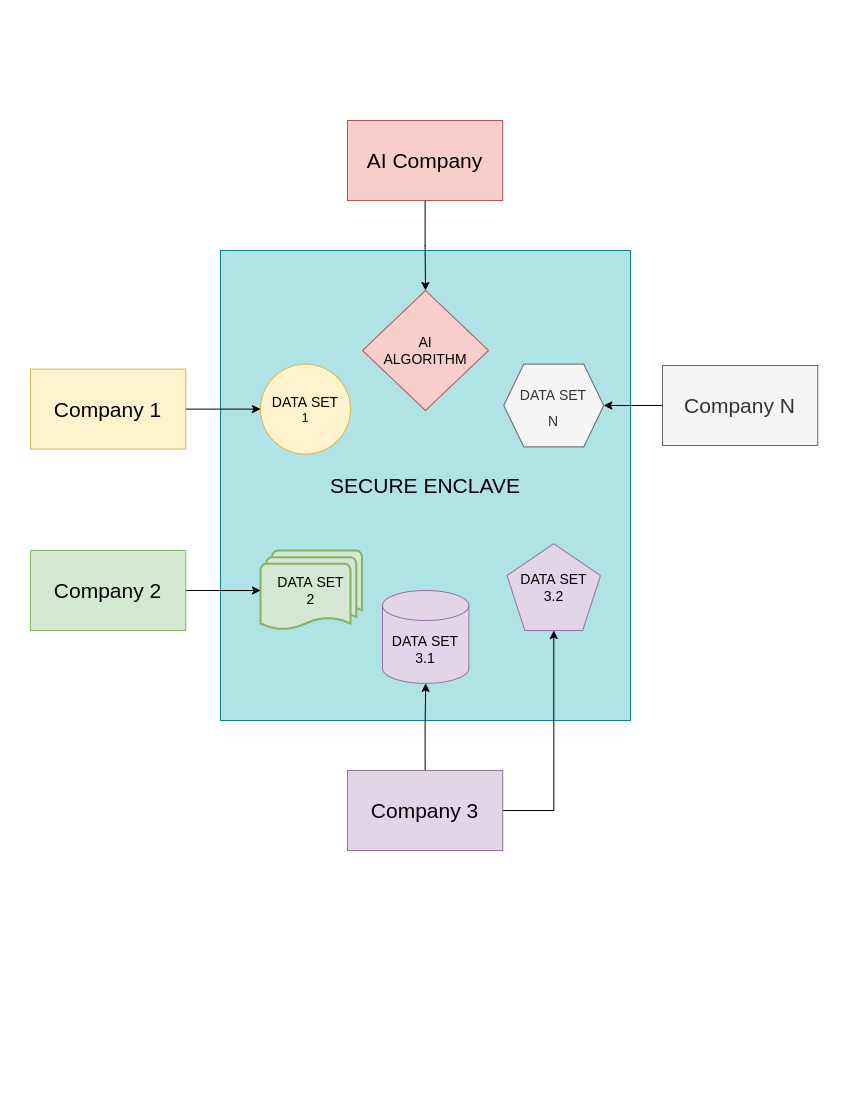 AI Company
AI
ALGORITHM
Company 1
DATA SET
1
DATA SET
N
Company N
SECURE ENCLAVE
Company 2
DATA SET
2
DATA SET
3.1
DATA SET
3.2
Company 3